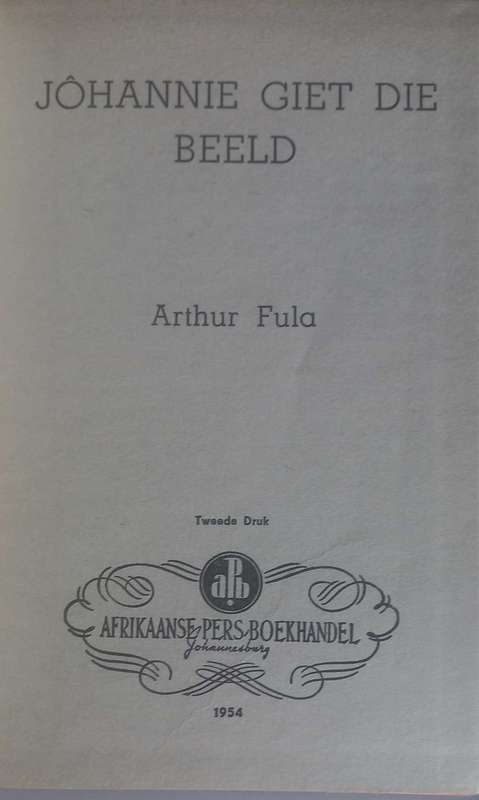 JÔHANNIE GIET DIE
BEELD
Arthur Fula
Tweede Druk
aPb
AFRIKAANSE PERS BOEKHANDEL
Johannesburg
1954